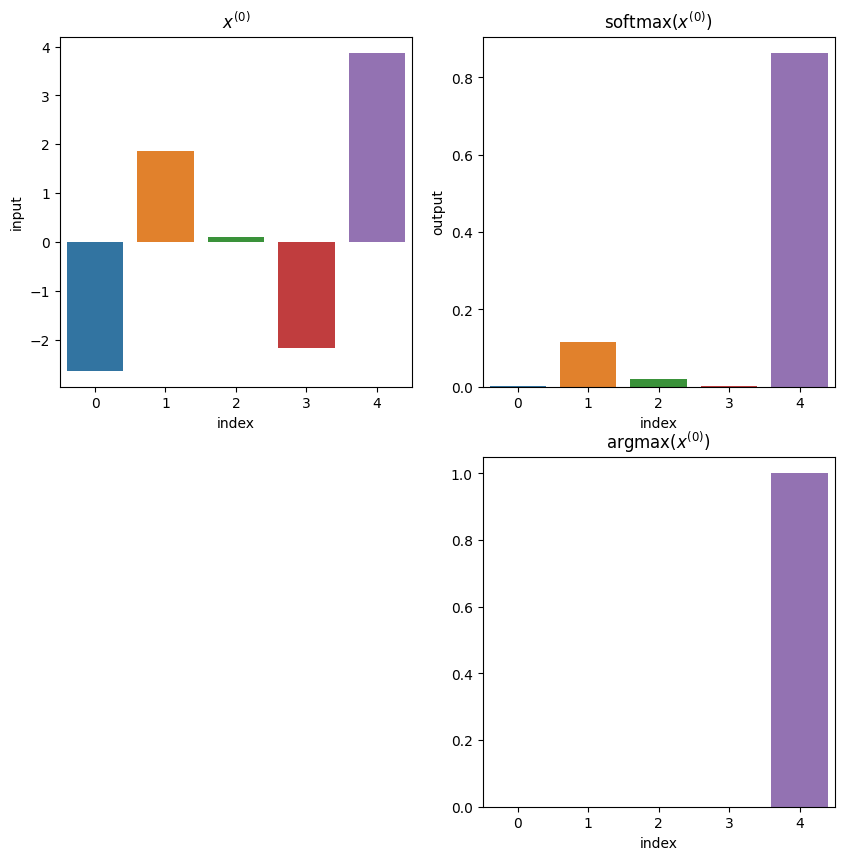 x^(0)
4
3
2
1
0
−1
−2
input
0 1 2 3 4
index
softmax(x^(0))
0.8
0.6
0.4
0.2
0.0
output
0 1 2 3 4
index
argmax(x^(0))
1.0
0.8
0.6
0.4
0.2
0.0
0 1 2 3 4
index